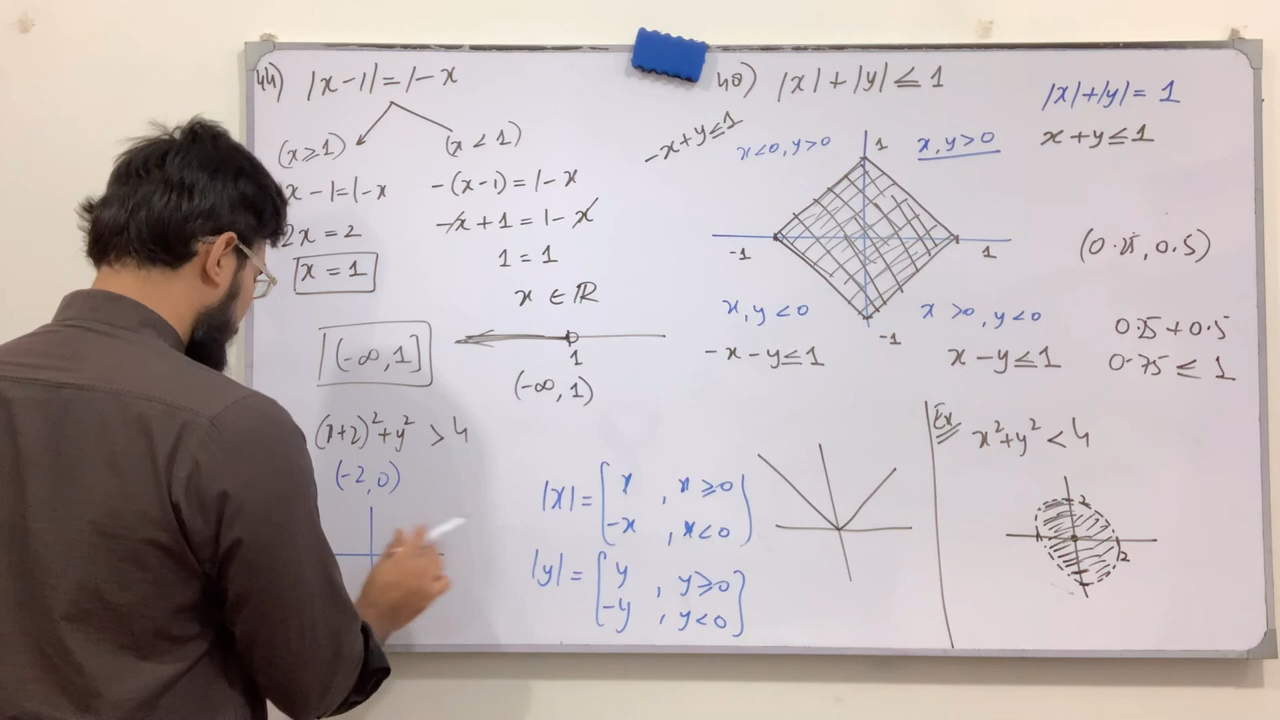 44) |x-1| = 1-x
(x≥1) (x<1)
x-1=1-x
2x=2
x=1
-(x-1)=1-x
-x+1=1-x
1=1
x ∈ ℝ
1
(-∞,1)
(-∞,1]
(x+2)²+y² > 4
(-2,0)
40) |x|+|y| ≤ 1
|x|+|y|=1
-x+y≤1
x<0,y>0
1
x,y>0
x+y≤1
-1
1
-1
(0.25,0.5)
x,y<0
x>0,y<0
-x-y≤1
x-y≤1
0.25+0.5
0.75 ≤ 1
|x|= x , x≥0
-x , x<0
|y|= y , y≥0
-y , y<0
Ex
x²+y²<4
2
2